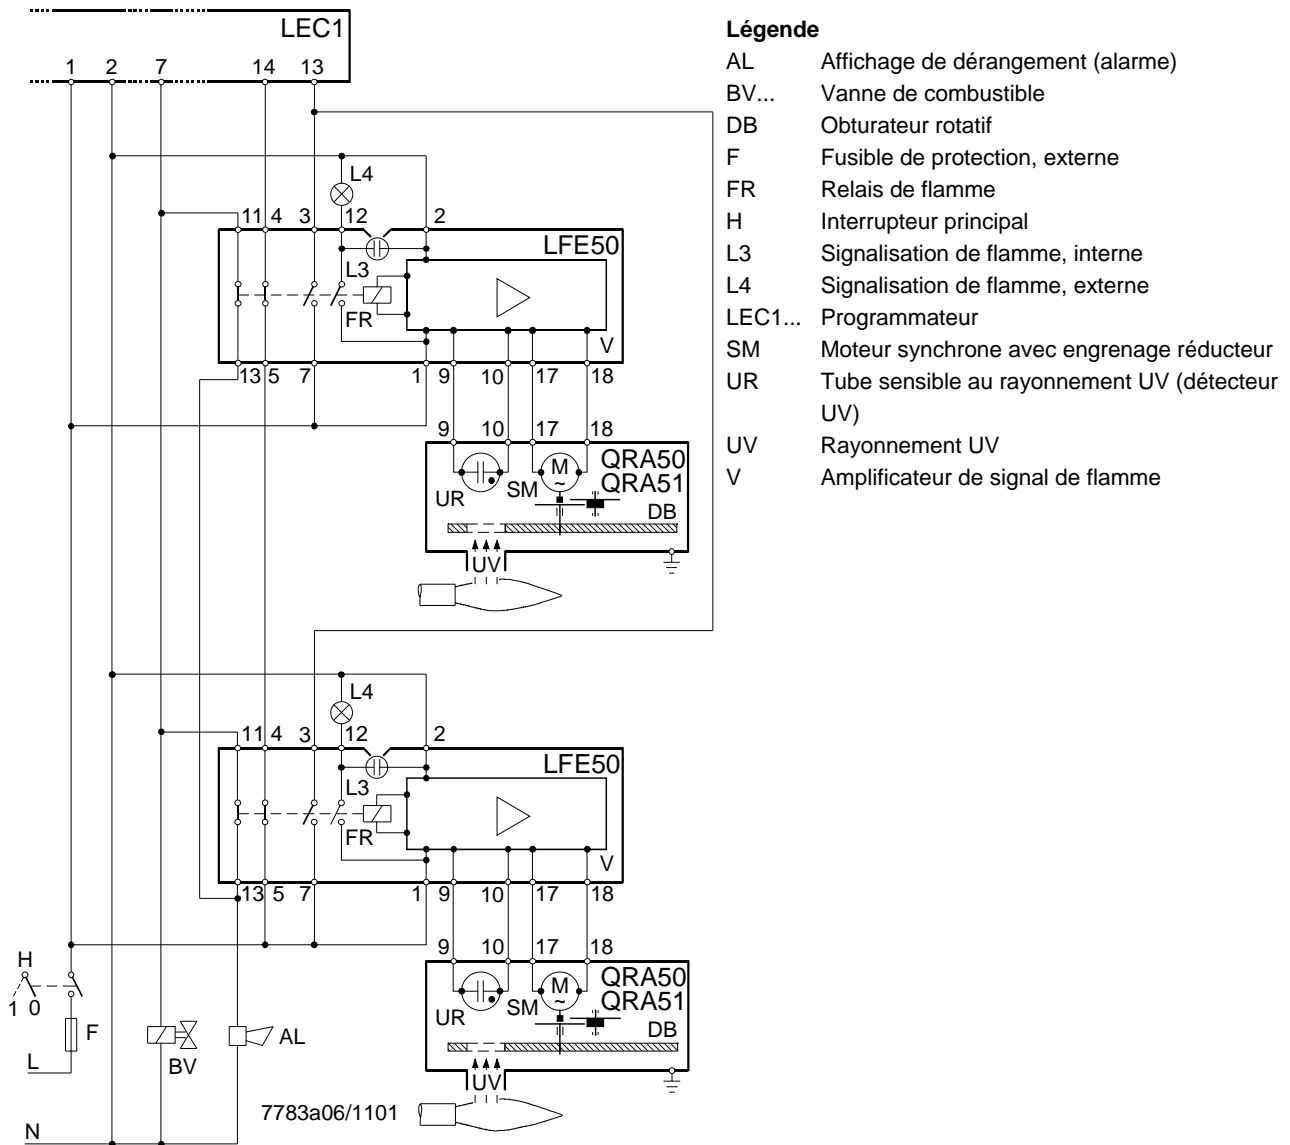 LEC1
1 2 7 14 13
L4
11 4 3 12 2
LFE50
L3
FR
V
13 5 7 1 9 10 17 18
9 10 17 18
QRA50
M
~
QRA51
UR SM
DB
UV
L4
11 4 3 12 2
LFE50
L3
FR
V
13 5 7 1 9 10 17 18
9 10 17 18
QRA50
M
~
QRA51
UR SM
DB
UV
H
1 0
F
L
BV
AL
7783a06/1101
N
Légende
AL Affichage de dérangement (alarme)
BV... Vanne de combustible
DB Obturateur rotatif
F Fusible de protection, externe
FR Relais de flamme
H Interrupteur principal
L3 Signalisation de flamme, interne
L4 Signalisation de flamme, externe
LEC1... Programmateur
SM Moteur synchrone avec engrenage réducteur
UR Tube sensible au rayonnement UV (détecteur
UV)
UV Rayonnement UV
V Amplificateur de signal de flamme